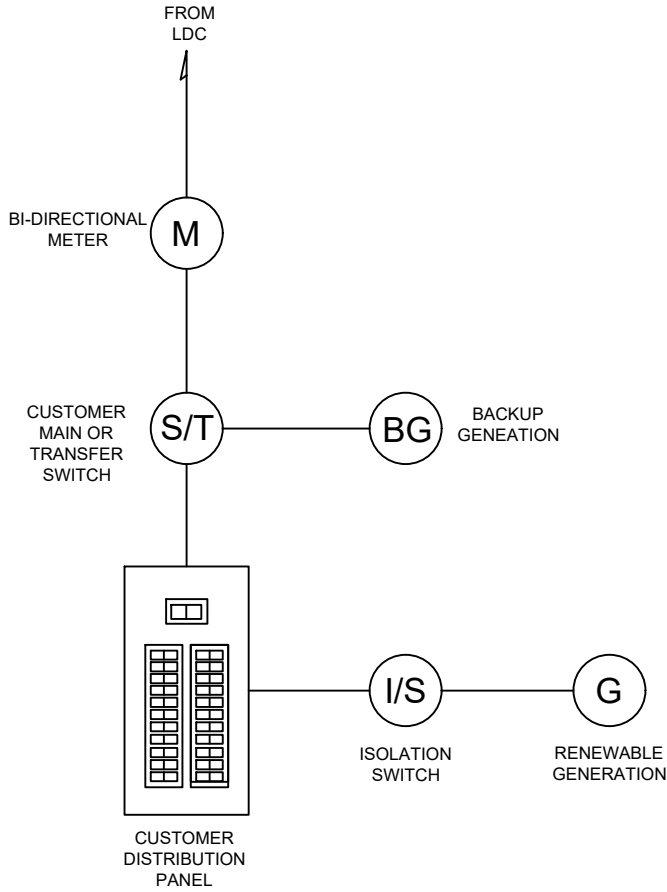 FROM
LDC
BI-DIRECTIONAL
METER
M
CUSTOMER
MAIN OR
TRANSFER
SWITCH
S/T
BG
BACKUP
GENEATION
I/S
G
ISOLATION
SWITCH
RENEWABLE
GENERATION
CUSTOMER
DISTRIBUTION
PANEL